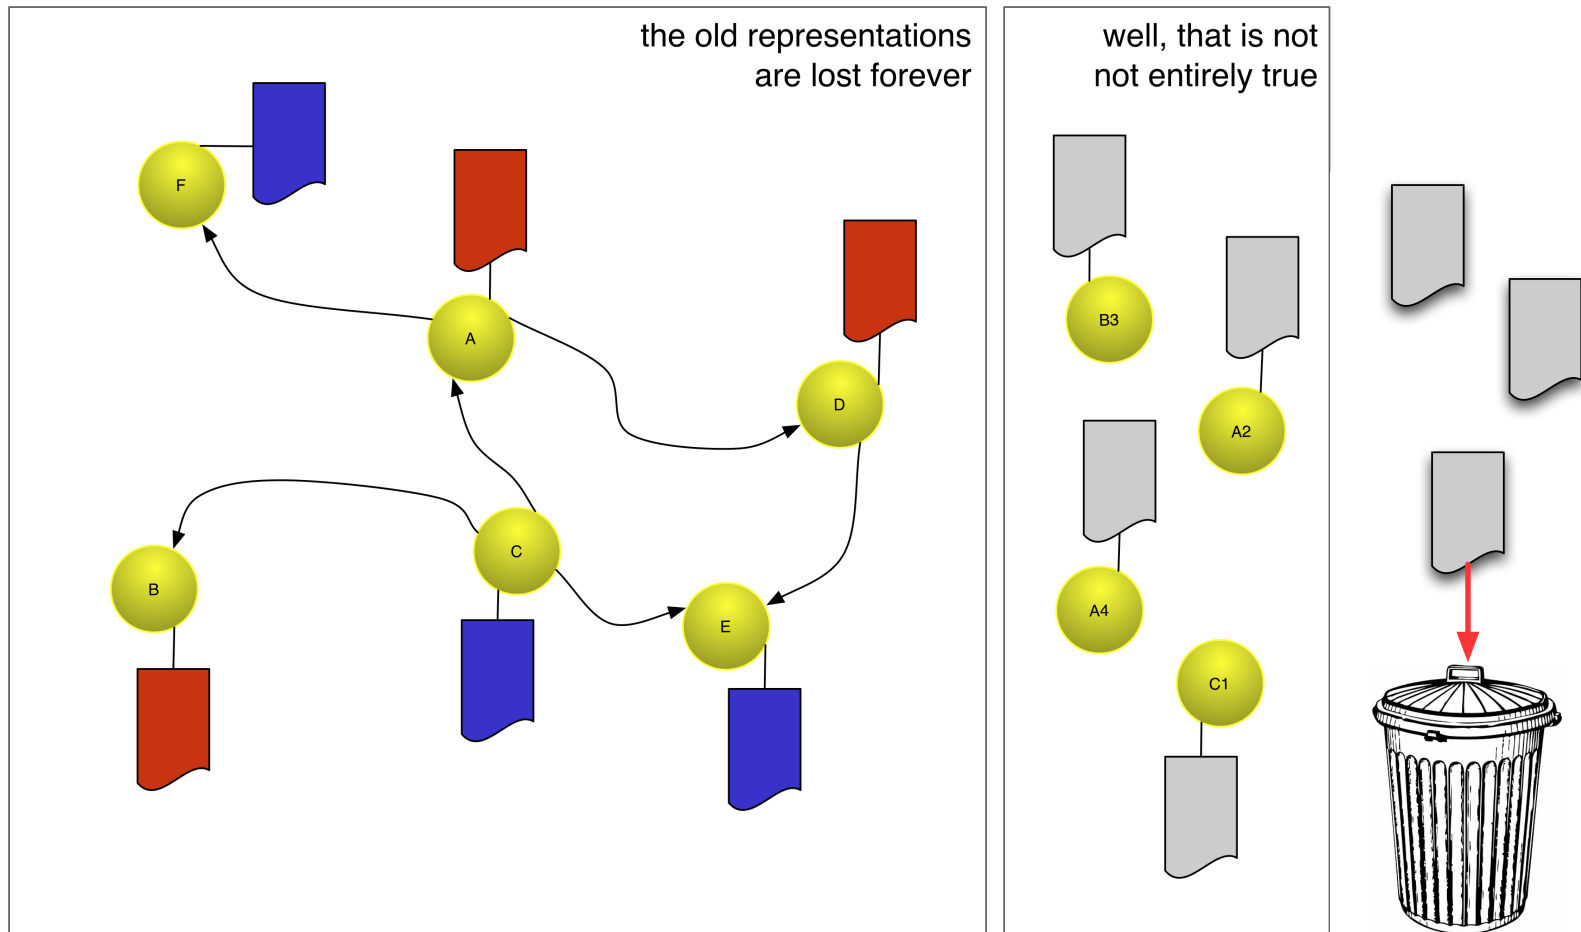 the old representations
are lost forever
well, that is not
not entirely true
F
A
D
B
C
E
B3
A2
A4
C1